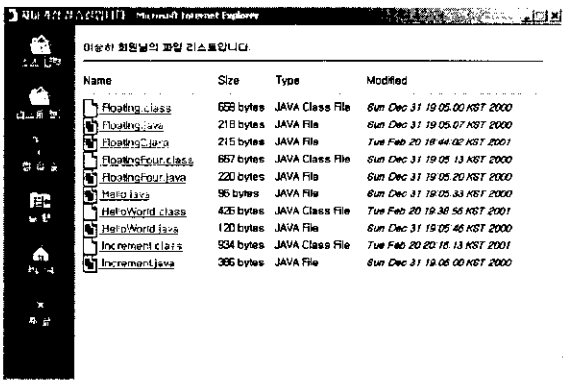 Microsoft Internet Explorer
이상하 회원님의 파일 리스트입니다.
Name Size Type Modified
Floating.class 659 bytes JAVA Class File Sun Dec 31 19:05:00 KST 2000
Floating.java 218 bytes JAVA File Sun Dec 31 19:05:07 KST 2000
Floating2.java 215 bytes JAVA File Tue Feb 20 16:44:02 KST 2001
FloatingFour.class 667 bytes JAVA Class File Sun Dec 31 19:05:13 KST 2000
FloatingFour.java 220 bytes JAVA File Sun Dec 31 19:05:20 KST 2000
Hello.java 96 bytes JAVA File Sun Dec 31 19:05:33 KST 2000
HelloWorld.class 426 bytes JAVA Class File Tue Feb 20 19:38:56 KST 2001
HelloWorld.java 120 bytes JAVA File Sun Dec 31 19:05:46 KST 2000
Increment.class 934 bytes JAVA Class File Tue Feb 20 20:16:13 KST 2001
Increment.java 386 bytes JAVA File Sun Dec 31 19:06:00 KST 2000